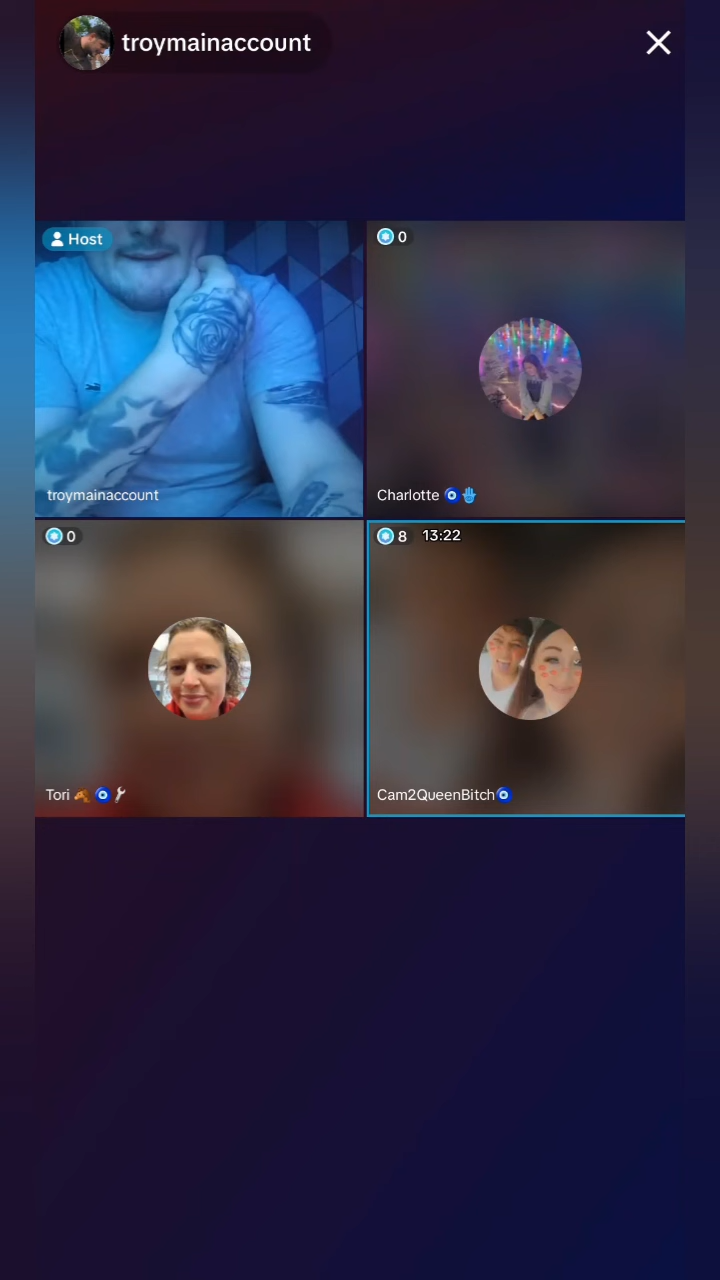 troymainaccount
Host
0
troymainaccount
Charlotte 🧿🪬
0
8 13:22
Tori 🐴🧿🔧
Cam2QueenBitch🧿